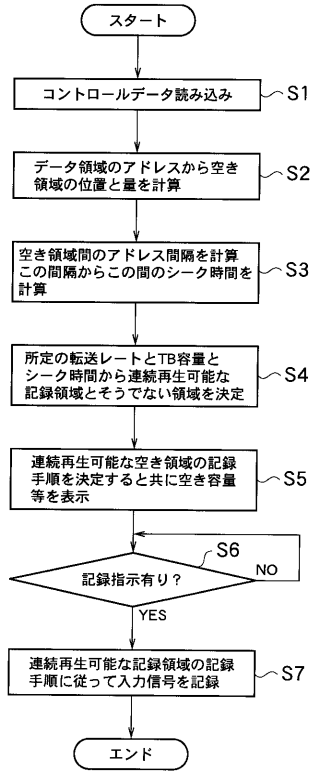 スタート
コントロールデータ読み込み
S1
データ領域のアドレスから空き
領域の位置と量を計算
S2
空き領域間のアドレス間隔を計算
この間隔からこの間のシーク時間を
計算
S3
所定の転送レートとTB容量と
シーク時間から連続再生可能な
記録領域とそうでない領域を決定
S4
連続再生可能な空き領域の記録
手順を決定すると共に空き容量
等を表示
S5
S6
記録指示有り？
NO
YES
連続再生可能な記録領域の記録
手順に従って入力信号を記録
S7
エンド